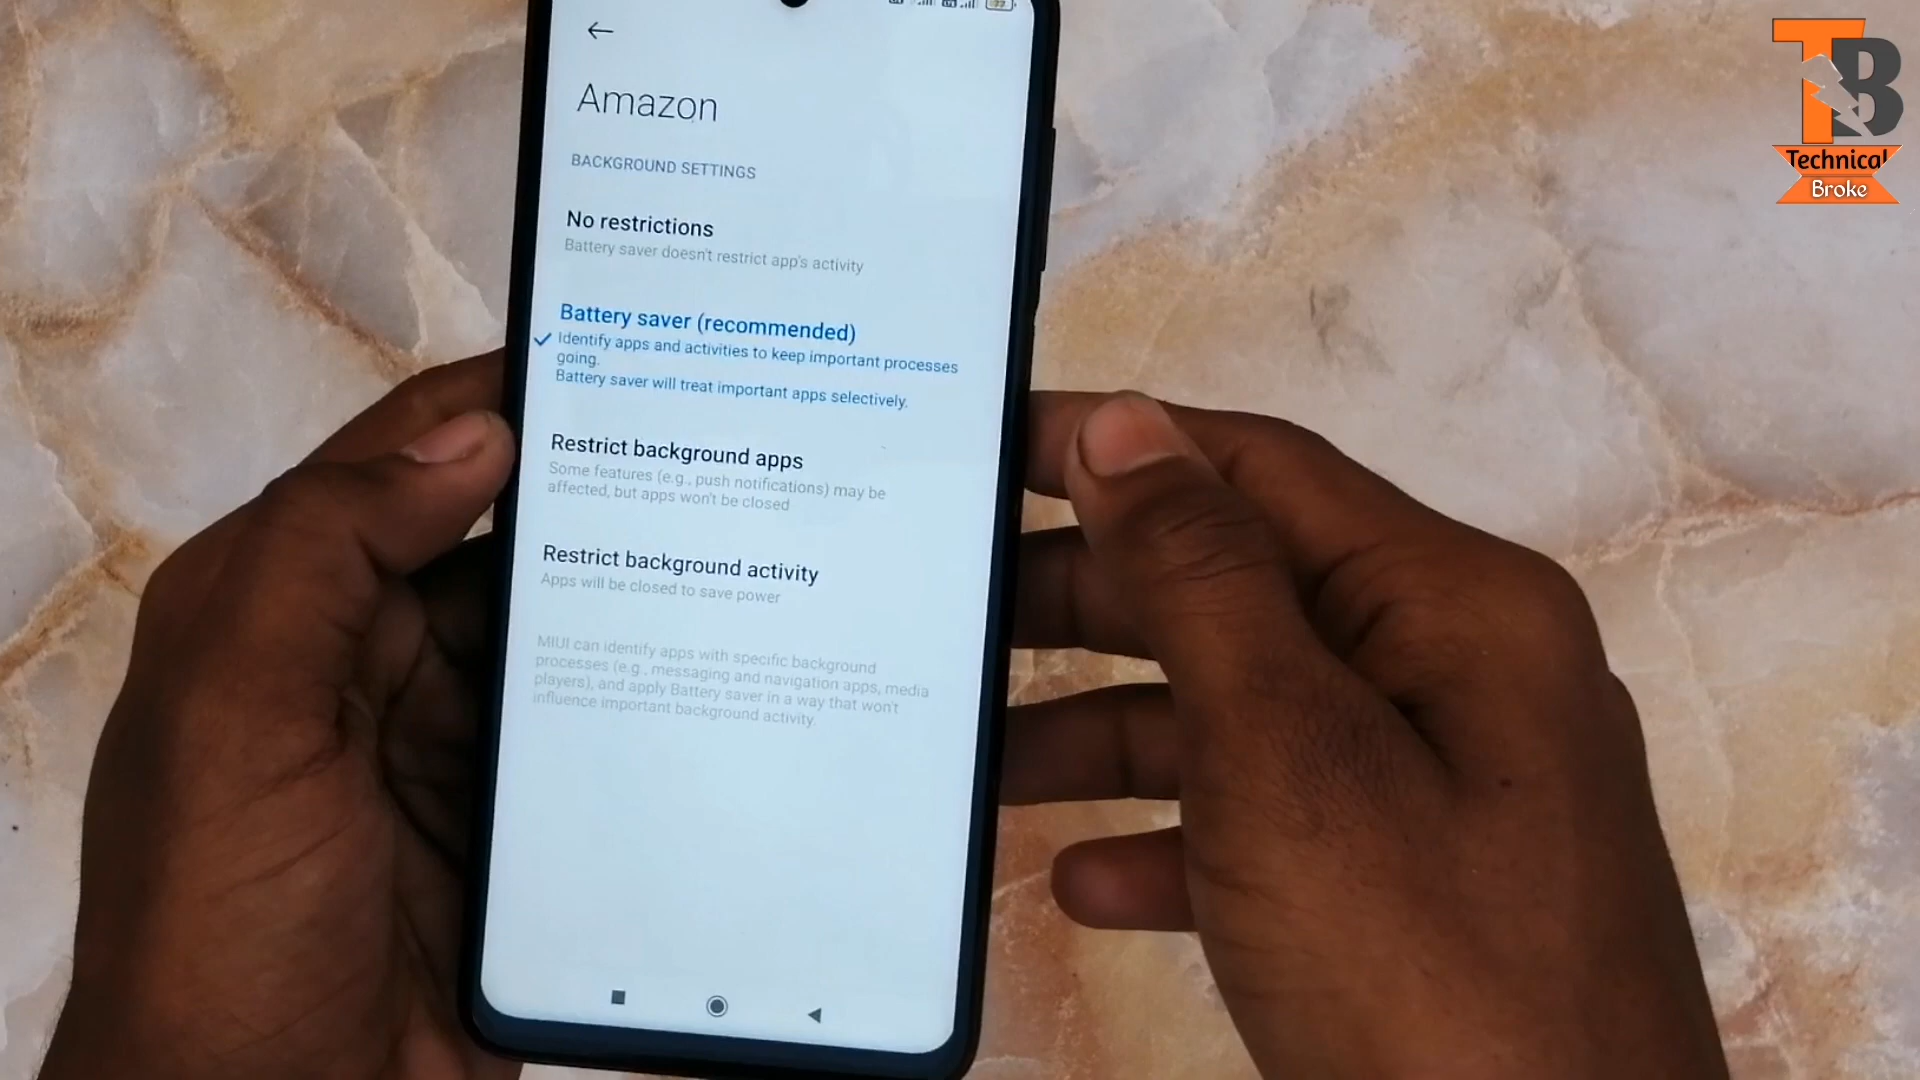 77
Amazon
BACKGROUND SETTINGS
No restrictions
Battery saver doesn't restrict app's activity
Battery saver (recommended)
Identify apps and activities to keep important processes
going.
Battery saver will treat important apps selectively.
Restrict background apps
Some features (e.g., push notifications) may be
affected, but apps won't be closed
Restrict background activity
Apps will be closed to save power
MIUI can identify apps with specific background
processes (e.g., messaging and navigation apps, media
players), and apply Battery saver in a way that won't
influence important background activity.
TB
Technical
Broke